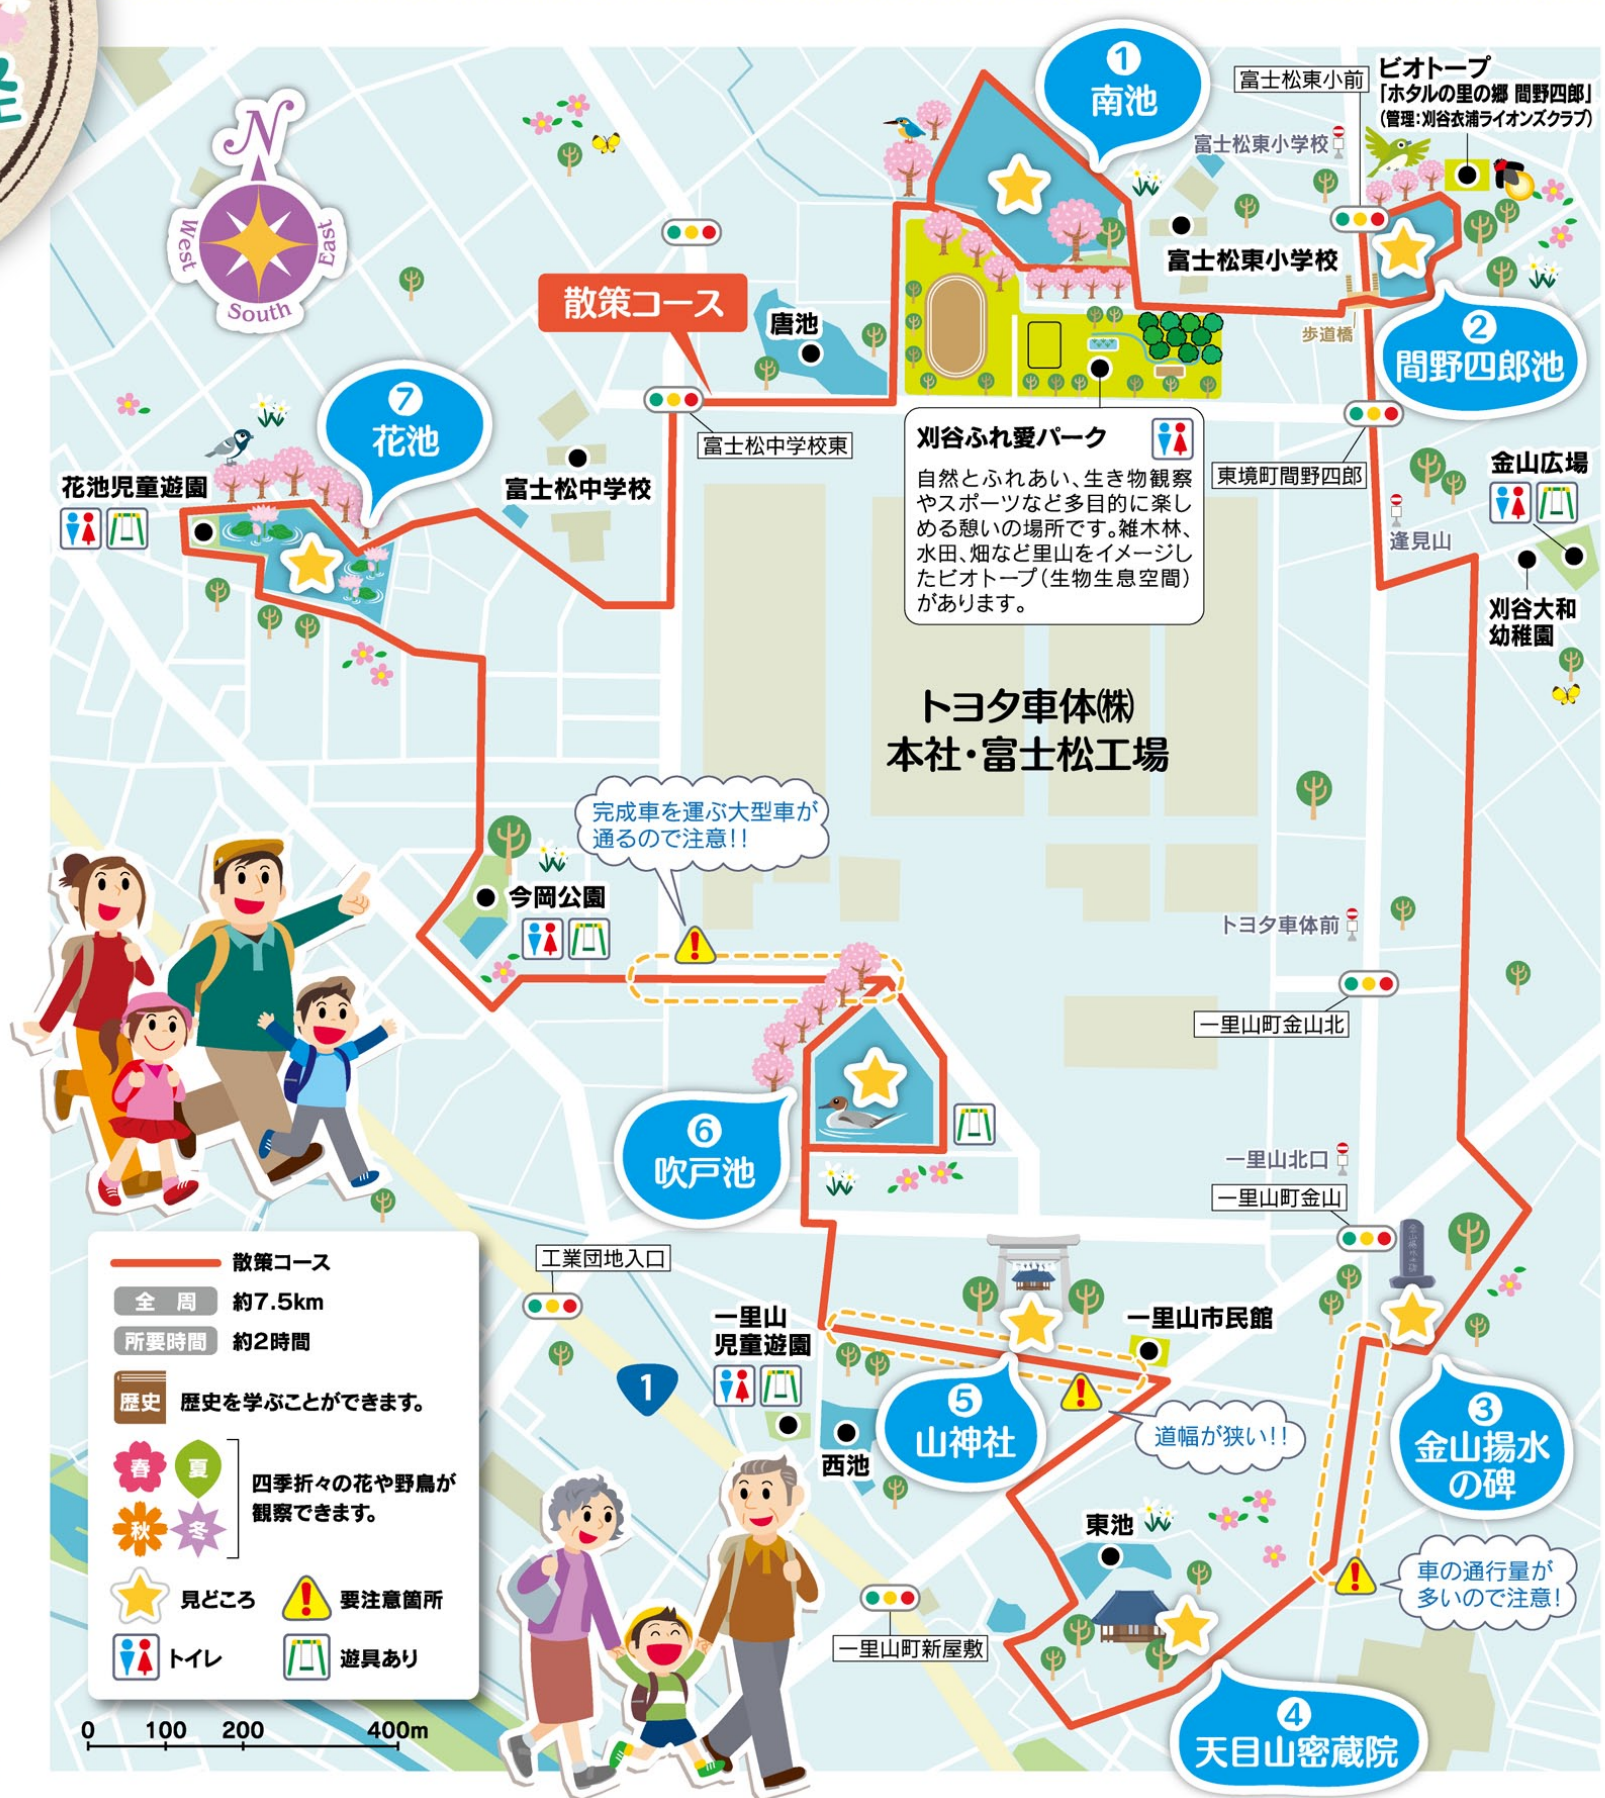 N
West
East
South
①
南池
富士松東小前
ビオトープ
「ホタルの里の郷 間野四郎」
(管理:刈谷衣浦ライオンズクラブ)
富士松東小学校
富士松東小学校
歩道橋
②
間野四郎池
散策コース
唐池
富士松中学校東
富士松中学校
⑦
花池
花池児童遊園
刈谷ふれ愛パーク
自然とふれあい、生き物観察
やスポーツなど多目的に楽し
める憩いの場所です。雑木林、
水田、畑など里山をイメージし
たビオトープ(生物生息空間)
があります。
東境町間野四郎
金山広場
逢見山
刈谷大和
幼稚園
トヨタ車体㈱
本社・富士松工場
完成車を運ぶ大型車が
通るので注意!!
今岡公園
トヨタ車体前
一里山町金山北
⑥
吹戸池
一里山北口
一里山町金山
工業団地入口
一里山
児童遊園
1
西池
⑤
山神社
一里山市民館
道幅が狭い!!
③
金山揚水
の碑
東池
車の通行量が
多いので注意!
一里山町新屋敷
④
天目山密蔵院
散策コース
全周 約7.5km
所要時間 約2時間
歴史 歴史を学ぶことができます。
春 夏
秋 冬
四季折々の花や野鳥が
観察できます。
見どころ 要注意箇所
トイレ 遊具あり
0 100 200 400m